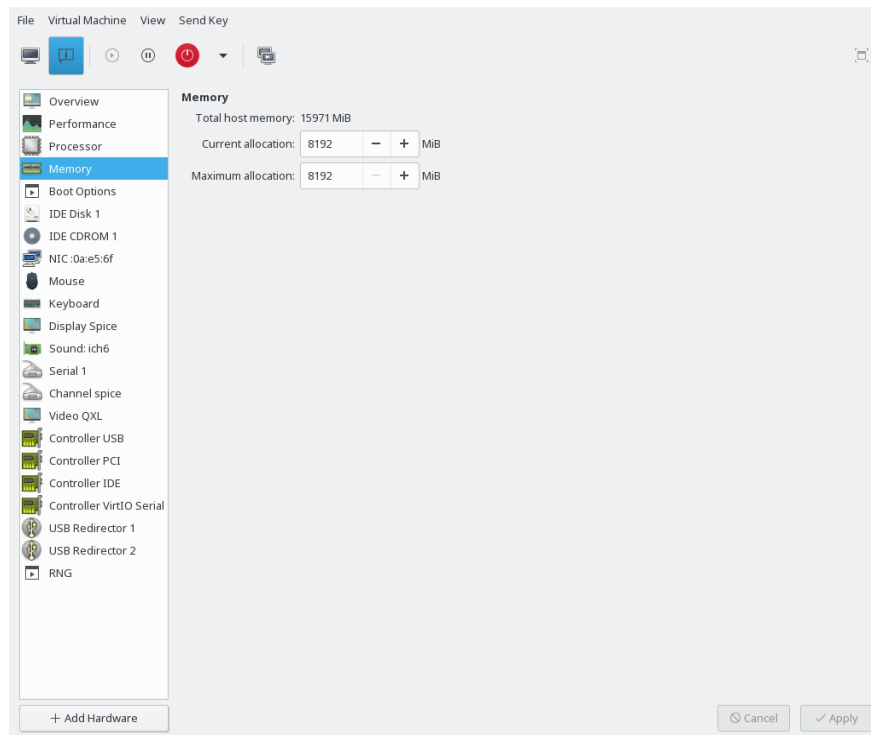 File Virtual Machine View Send Key
Overview
Performance
Processor
Memory
Boot Options
IDE Disk 1
IDE CDROM 1
NIC :0a:e5:6f
Mouse
Keyboard
Display Spice
Sound: ich6
Serial 1
Channel spice
Video QXL
Controller USB
Controller PCI
Controller IDE
Controller VirtIO Serial
USB Redirector 1
USB Redirector 2
RNG
+ Add Hardware
Memory
Total host memory: 15971 MiB
Current allocation: 8192 − + MiB
Maximum allocation: 8192 − + MiB
Cancel
Apply